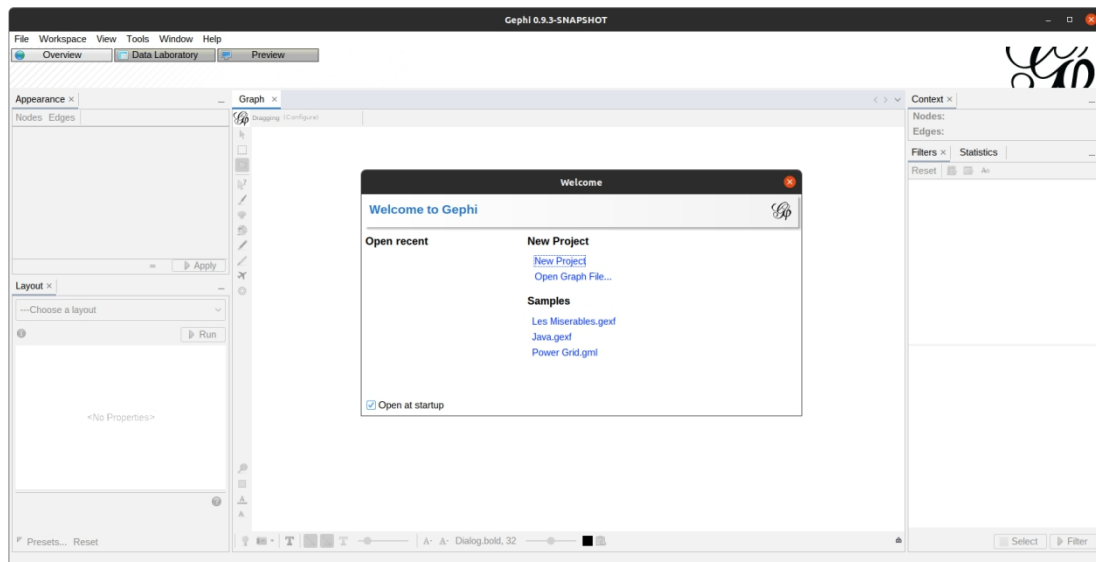 Gephi 0.9.3-SNAPSHOT
File Workspace View Tools Window Help
Overview Data Laboratory Preview
Appearance
Nodes Edges
Apply
Layout
---Choose a layout
Run
<No Properties>
Presets... Reset
Graph
Dragging (Configure)
Welcome
Welcome to Gephi
Open recent
New Project
New Project
Open Graph File...
Samples
Les Miserables.gexf
Java.gexf
Power Grid.gml
Open at startup
T T A- A- Dialog.bold, 32
Context
Nodes:
Edges:
Filters Statistics
Reset
Select Filter